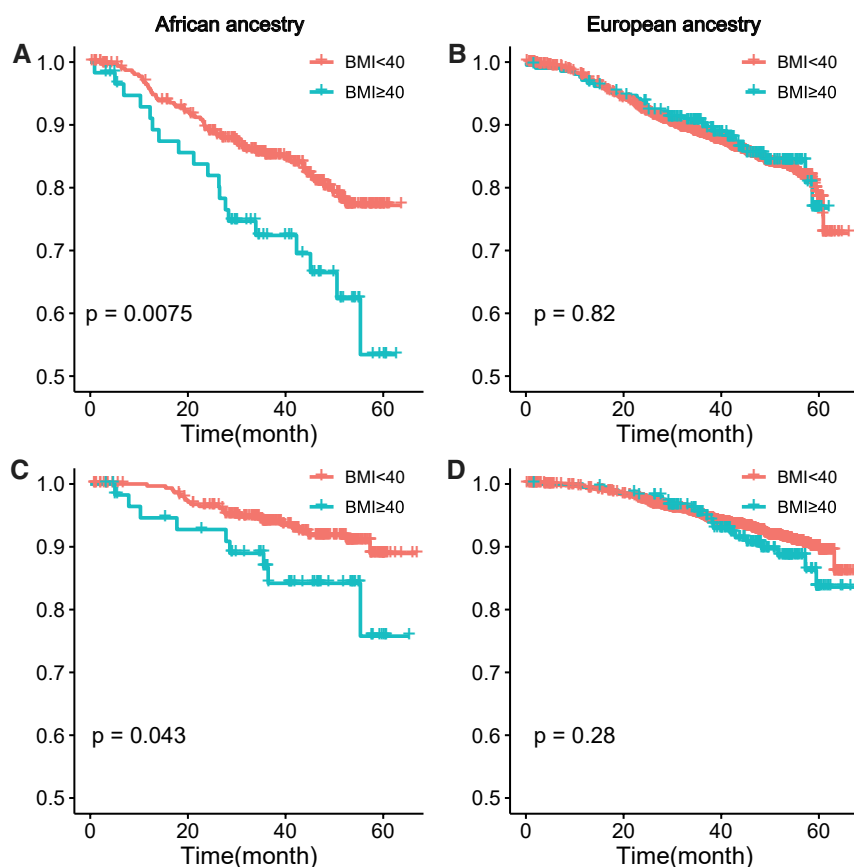 African ancestry
European ancestry
A
1.0
0.9
0.8
0.7
0.6
0.5
BMI<40
BMI≥40
p = 0.0075
0 20 40 60
Time(month)
B
1.0
0.9
0.8
0.7
0.6
0.5
BMI<40
BMI≥40
p = 0.82
0 20 40 60
Time(month)
C
1.0
0.9
0.8
0.7
0.6
0.5
BMI<40
BMI≥40
p = 0.043
0 20 40 60
Time(month)
D
1.0
0.9
0.8
0.7
0.6
0.5
BMI<40
BMI≥40
p = 0.28
0 20 40 60
Time(month)